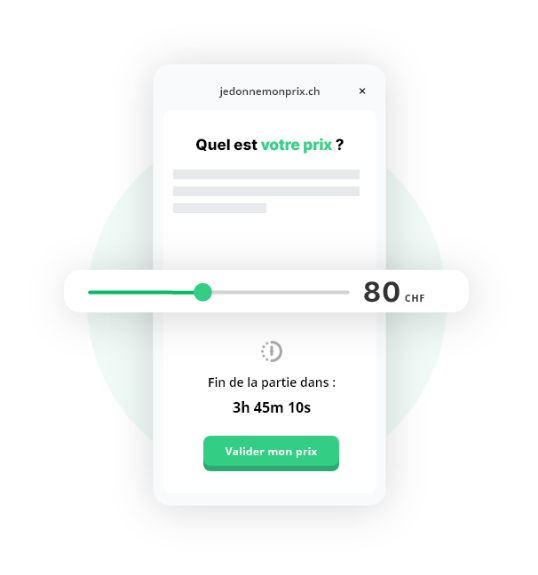 jedonnemonprix.ch ×
Quel est votre prix ?
80 CHF
Fin de la partie dans :
3h 45m 10s
Valider mon prix